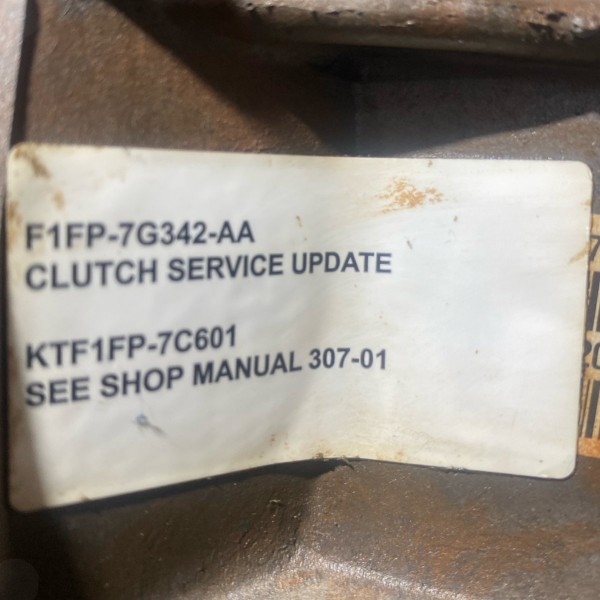 F1FP-7G342-AA
CLUTCH SERVICE UPDATE
KTF1FP-7C601
SEE SHOP MANUAL 307-01